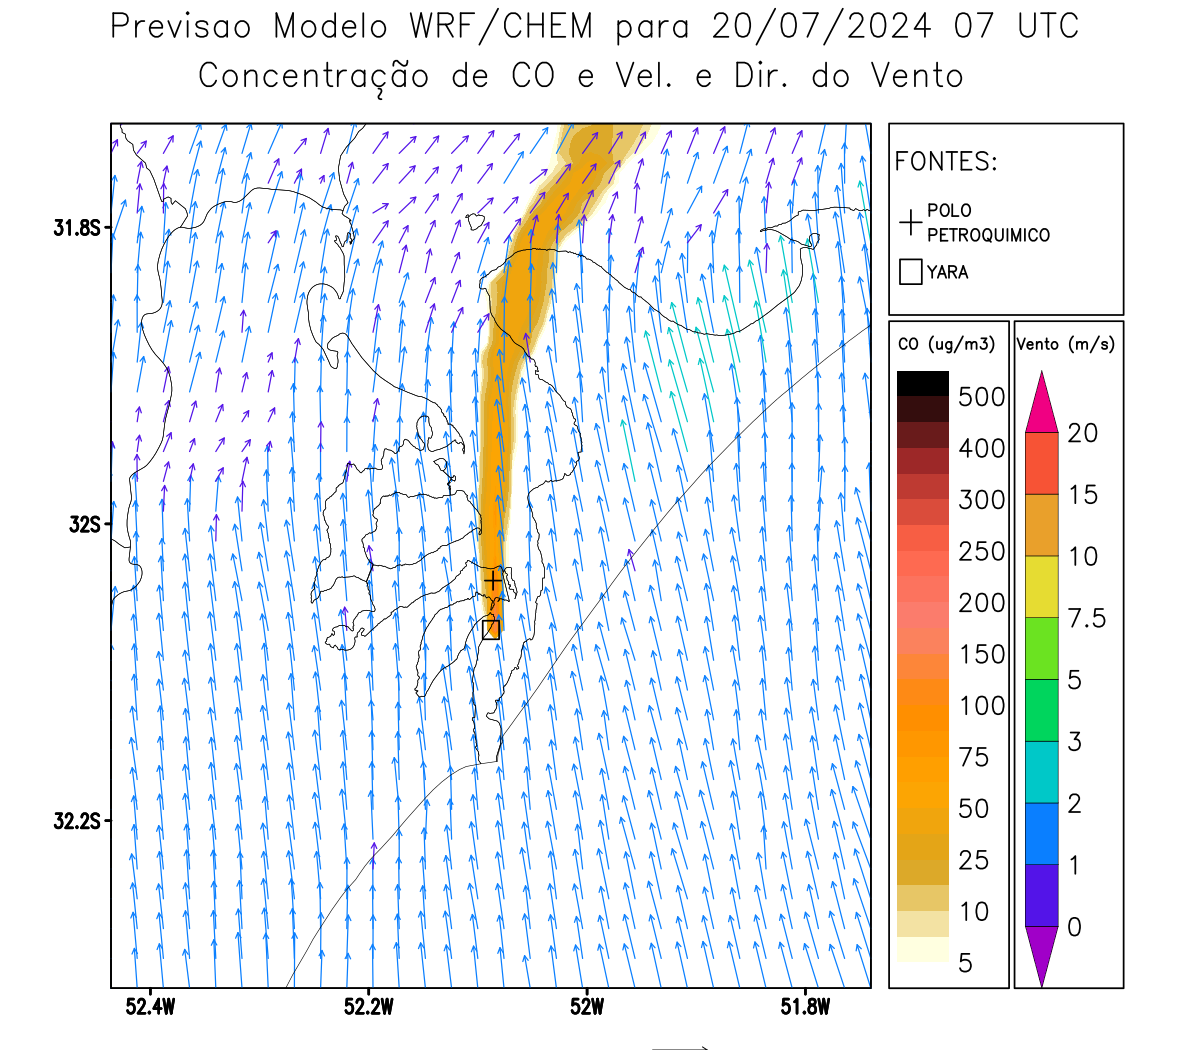 Previsao Modelo WRF/CHEM para 20/07/2024 07 UTC
Concentração de CO e Vel. e Dir. do Vento
FONTES:
POLO
PETROQUIMICO
YARA
CO (ug/m3)
500
400
300
250
200
150
100
75
50
25
10
5
Vento (m/s)
20
15
10
7.5
5
3
2
1
0
31.8S
32S
32.2S
52.4W
52.2W
52W
51.8W